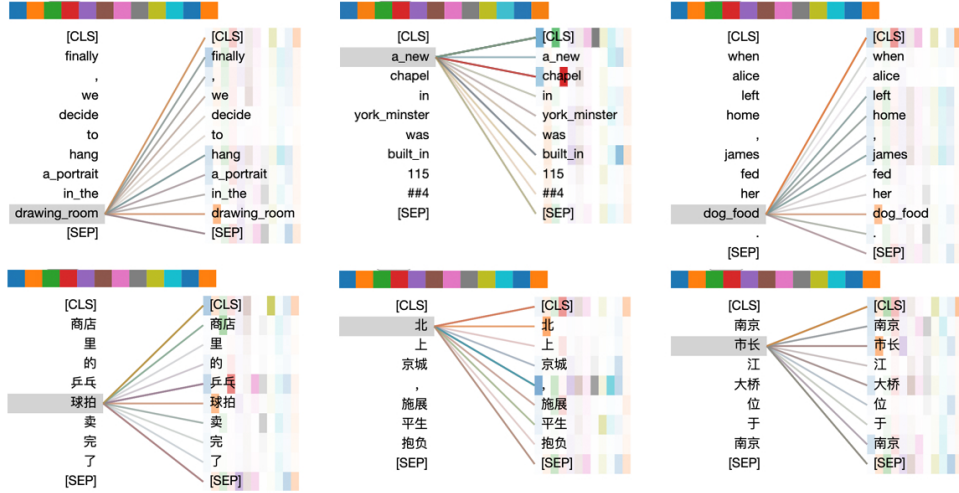 [CLS] [CLS]
finally finally
, ,
we we
decide decide
to to
hang hang
a_portrait a_portrait
in_the in_the
drawing_room drawing_room
[SEP] [SEP]
[CLS] [CLS]
a_new a_new
chapel chapel
in in
york_minster york_minster
was was
built_in built_in
115 115
##4 ##4
[SEP] [SEP]
[CLS] [CLS]
when when
alice alice
left left
home home
, ,
james james
fed fed
her her
dog_food dog_food
. .
[SEP] [SEP]
[CLS] [CLS]
商店 商店
里 里
的 的
乒乓 乒乓
球拍 球拍
卖 卖
完 完
了 了
[SEP] [SEP]
[CLS] [CLS]
北 北
上 上
京城 京城
, ,
施展 施展
平生 平生
抱负 抱负
[SEP] [SEP]
[CLS] [CLS]
南京 南京
市长 市长
江 江
大桥 大桥
位 位
于 于
南京 南京
[SEP] [SEP]